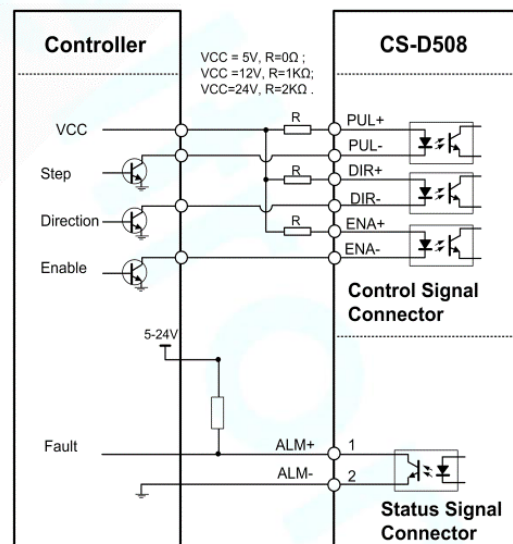 Controller
CS-D508
VCC = 5V, R=0Ω ;
VCC =12V, R=1KΩ;
VCC=24V, R=2KΩ .
VCC
R
PUL+
PUL-
Step
R
DIR+
DIR-
Direction
R
ENA+
ENA-
Enable
Control Signal
Connector
5-24V
Fault
ALM+
1
ALM-
2
Status Signal
Connector